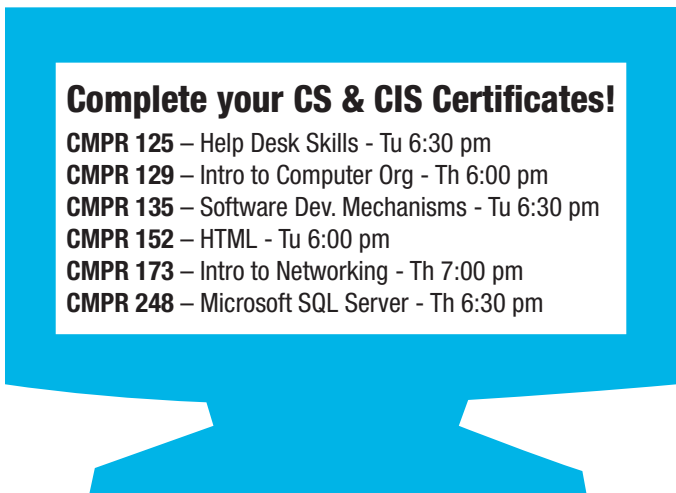 Complete your CS & CIS Certificates!
CMPR 125 – Help Desk Skills - Tu 6:30 pm
CMPR 129 – Intro to Computer Org - Th 6:00 pm
CMPR 135 – Software Dev. Mechanisms - Tu 6:30 pm
CMPR 152 – HTML - Tu 6:00 pm
CMPR 173 – Intro to Networking - Th 7:00 pm
CMPR 248 – Microsoft SQL Server - Th 6:30 pm